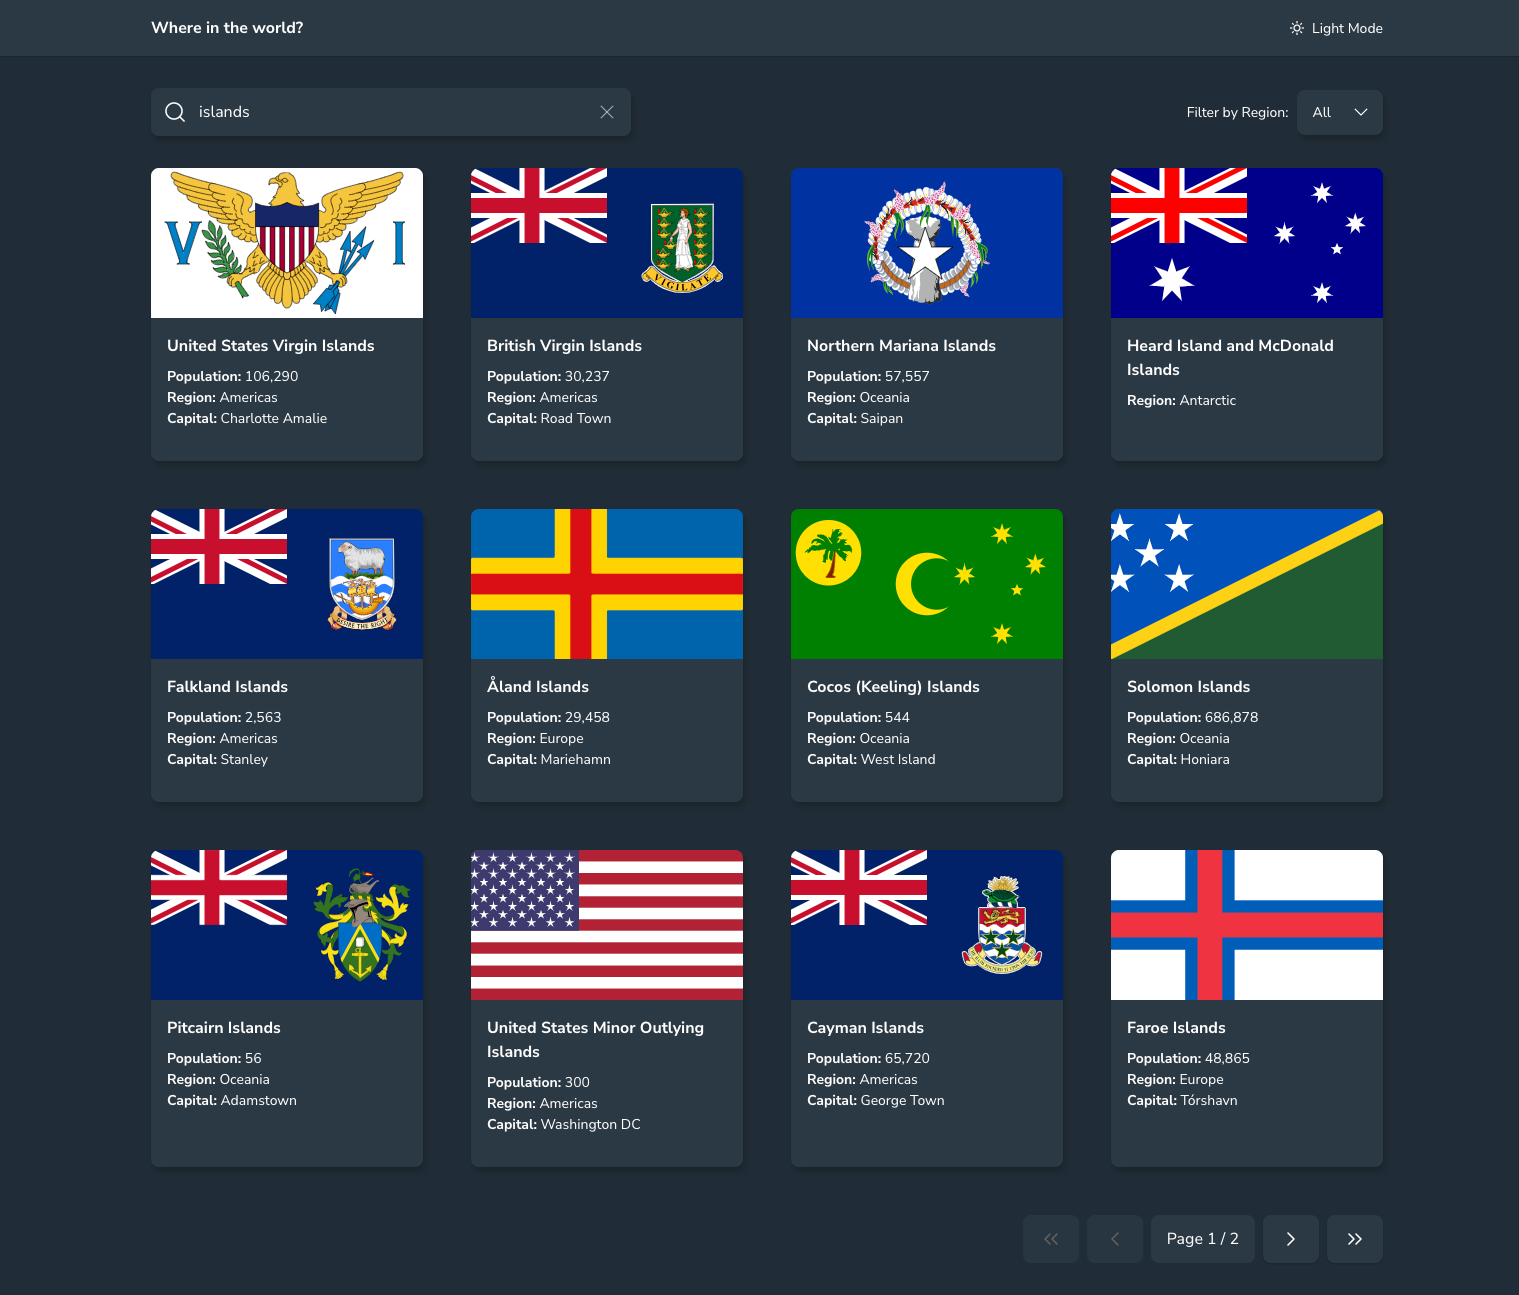 Where in the world?
Light Mode
islands
Filter by Region:
All
V I
United States Virgin Islands
Population: 106,290
Region: Americas
Capital: Charlotte Amalie
VIGILATE
British Virgin Islands
Population: 30,237
Region: Americas
Capital: Road Town
Northern Mariana Islands
Population: 57,557
Region: Oceania
Capital: Saipan
Heard Island and McDonald
Islands
Region: Antarctic
DESIRE THE RIGHT
Falkland Islands
Population: 2,563
Region: Americas
Capital: Stanley
Åland Islands
Population: 29,458
Region: Europe
Capital: Mariehamn
Cocos (Keeling) Islands
Population: 544
Region: Oceania
Capital: West Island
Solomon Islands
Population: 686,878
Region: Oceania
Capital: Honiara
Pitcairn Islands
Population: 56
Region: Oceania
Capital: Adamstown
United States Minor Outlying
Islands
Population: 300
Region: Americas
Capital: Washington DC
Cayman Islands
Population: 65,720
Region: Americas
Capital: George Town
Faroe Islands
Population: 48,865
Region: Europe
Capital: Tórshavn
Page 1 / 2